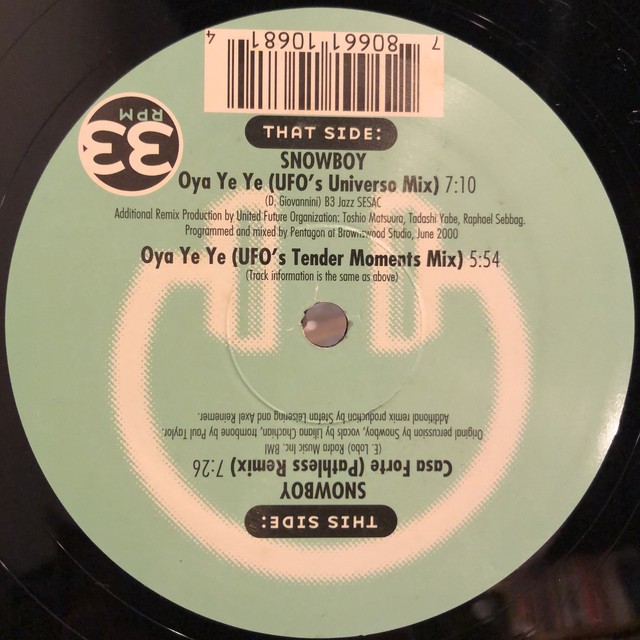 7 80661 10681 4
33
RPM
THAT SIDE:
SNOWBOY
Oya Ye Ye (UFO's Universo Mix) 7:10
(D. Giovannini) B3 Jazz SESAC
Additional Remix Production by United Future Organization: Toshio Matsuura, Tadashi Yabe, Raphael Sebbag.
Programmed and mixed by Pentagon at Brownswood Studio, June 2000
Oya Ye Ye (UFO's Tender Moments Mix) 5:54
(Track information is the same as above)
THIS SIDE:
SNOWBOY
Casa Forte (Pathless Remix) 7:26
(E. Lobo) Rodra Music Inc. BMI
Original percussion by Snowboy, vocals by Liliano Chachian, trombone by Paul Taylor.
Additional remix production by Stefan Leisering and Axel Reinemer.